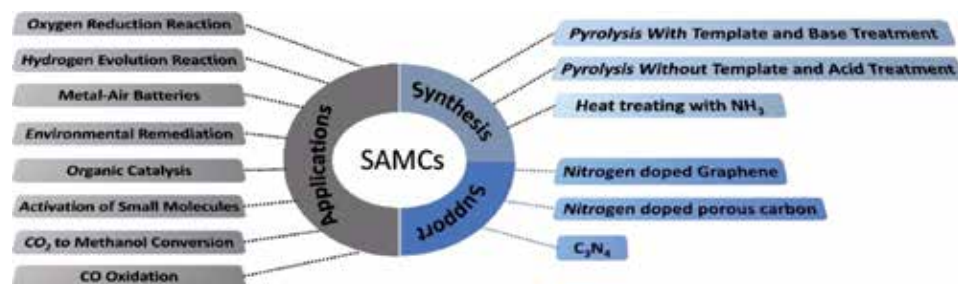 Oxygen Reduction Reaction
Hydrogen Evolution Reaction
Metal-Air Batteries
Environmental Remediation
Organic Catalysis
Activation of Small Molecules
CO₂ to Methanol Conversion
CO Oxidation
Applications
SAMCs
Synthesis
Support
Pyrolysis With Template and Base Treatment
Pyrolysis Without Template and Acid Treatment
Heat treating with NH₃
Nitrogen doped Graphene
Nitrogen doped porous carbon
C₃N₄